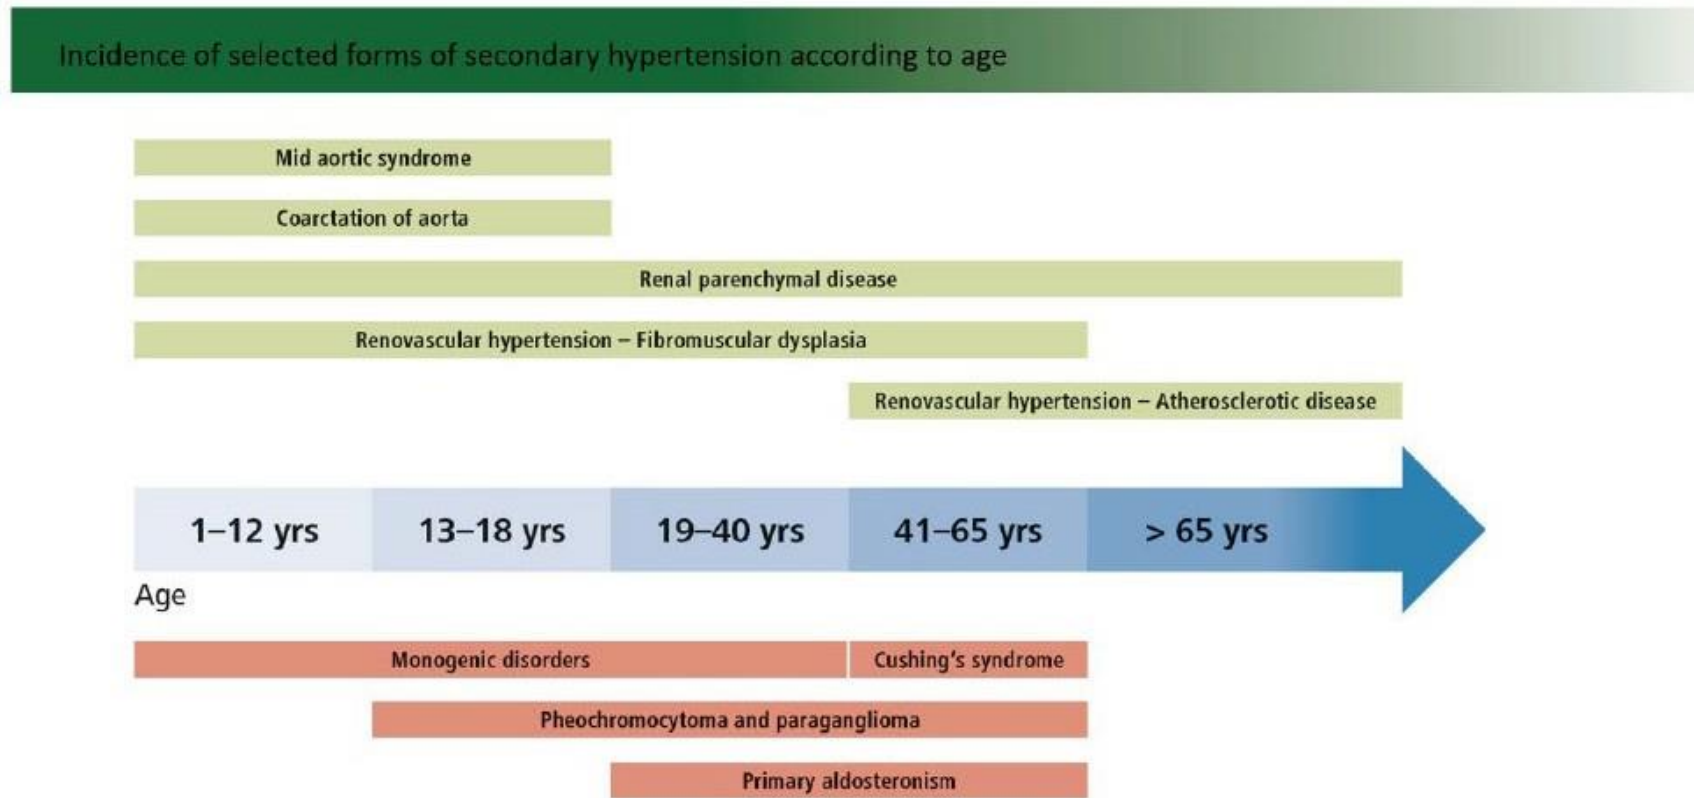 Incidence of selected forms of secondary hypertension according to age
Mid aortic syndrome
Coarctation of aorta
Renal parenchymal disease
Renovascular hypertension – Fibromuscular dysplasia
Renovascular hypertension – Atherosclerotic disease
1–12 yrs
13–18 yrs
19–40 yrs
41–65 yrs
> 65 yrs
Age
Monogenic disorders
Cushing's syndrome
Pheochromocytoma and paraganglioma
Primary aldosteronism